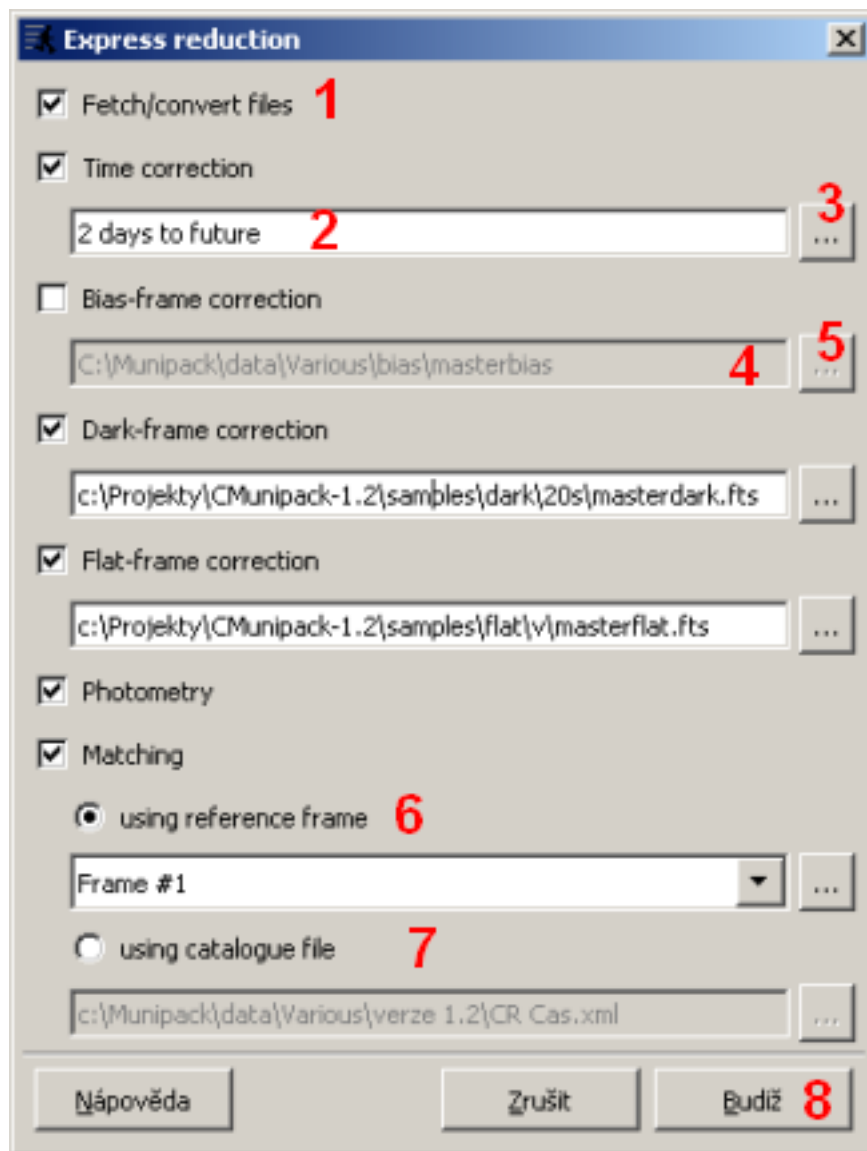 Express reduction
Fetch/convert files 1
Time correction
2 days to future 2
3 ...
Bias-frame correction
C:\Munipack\data\Various\bias\masterbias 4
5 ...
Dark-frame correction
c:\Projekty\CMunipack-1.2\samples\dark\20s\masterdark.fts ...
Flat-frame correction
c:\Projekty\CMunipack-1.2\samples\flat\v\masterflat.fts ...
Photometry
Matching
using reference frame 6
Frame #1 ...
using catalogue file 7
c:\Munipack\data\Various\verze 1.2\CR Cas.xml ...
Nápověda Zrušit Budiž 8